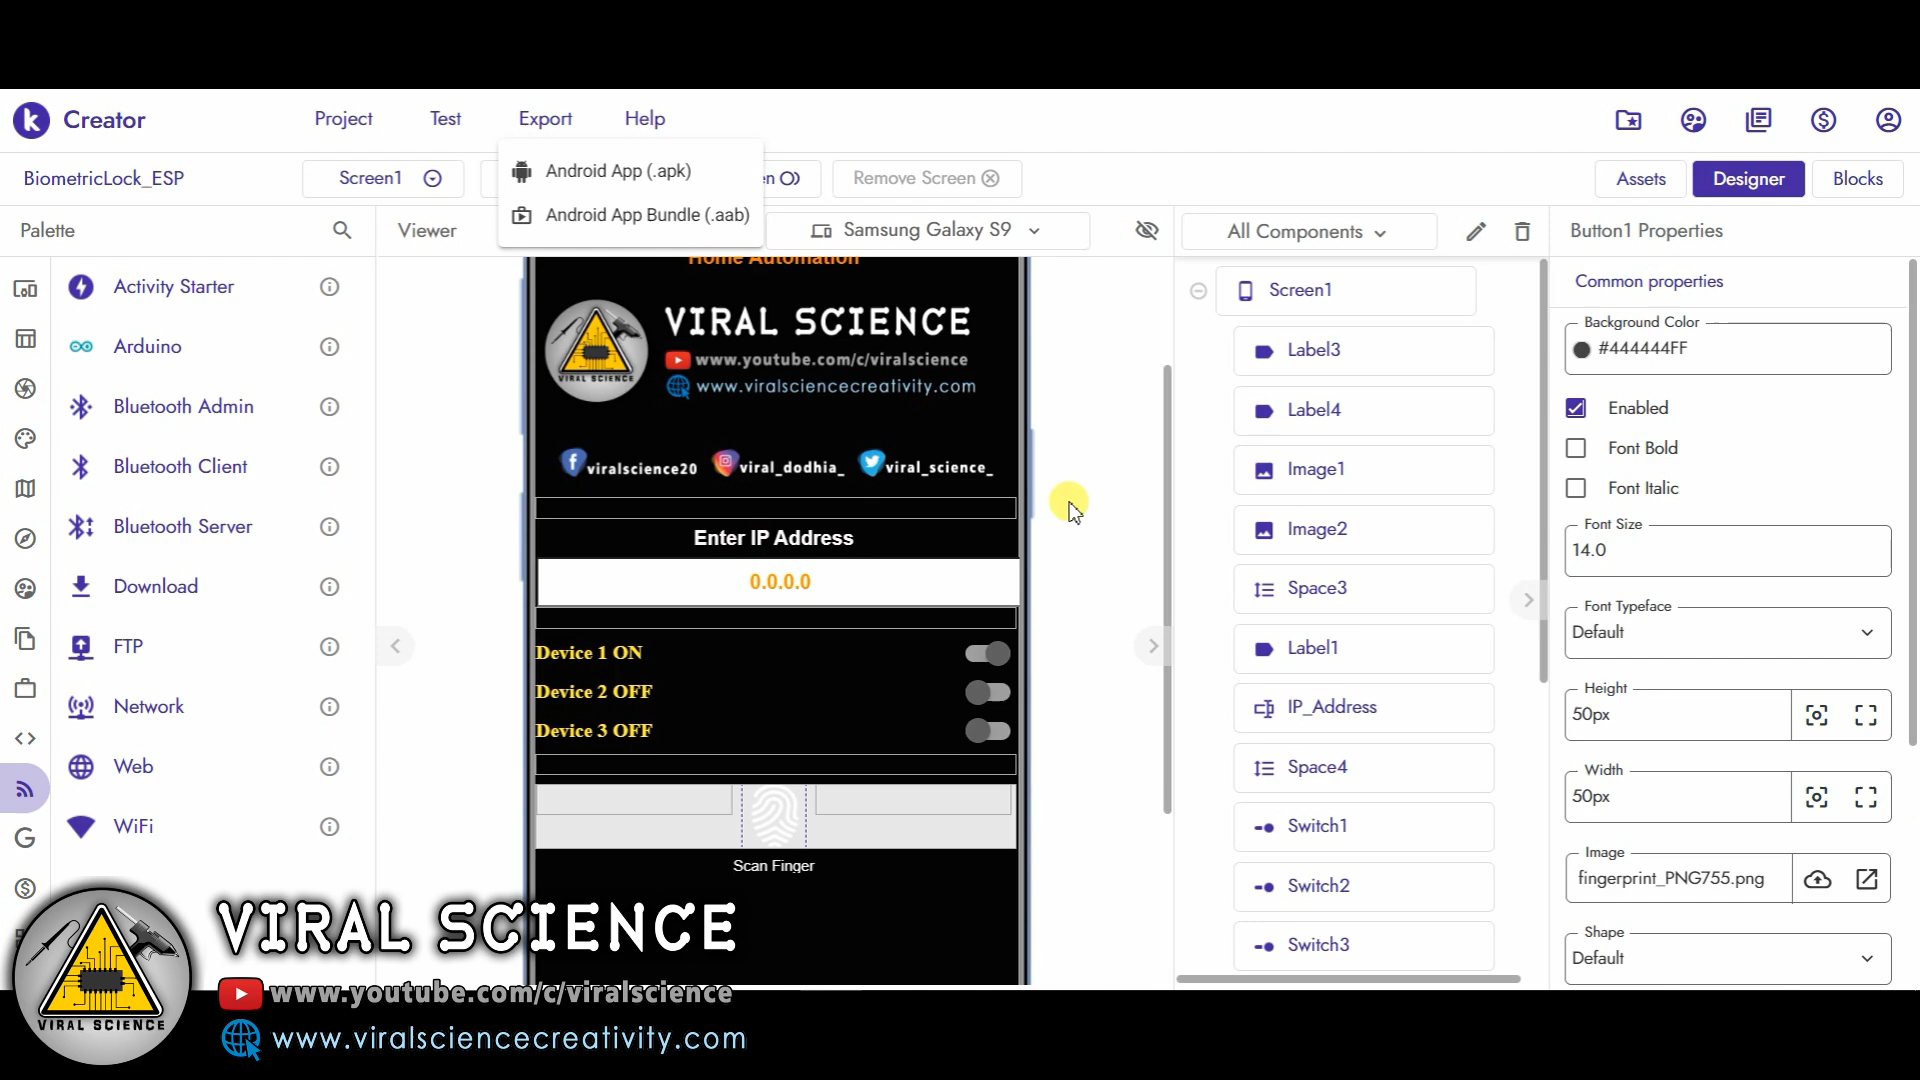 Creator
Project
Test
Export
Help
BiometricLock_ESP
Screen1
Android App (.apk)
Android App Bundle (.aab)
en
Remove Screen
Assets
Designer
Blocks
Palette
Viewer
Samsung Galaxy S9
All Components
Button1 Properties
Activity Starter
Arduino
Bluetooth Admin
Bluetooth Client
Bluetooth Server
Download
FTP
Network
Web
WiFi
Home Automation
VIRAL SCIENCE
www.youtube.com/c/viralscience
www.viralsciencecreativity.com
VIRAL SCIENCE
viralscience20
viral_dodhia_
viral_science_
Enter IP Address
0.0.0.0
Device 1 ON
Device 2 OFF
Device 3 OFF
Scan Finger
Screen1
Label3
Label4
Image1
Image2
Space3
Label1
IP_Address
Space4
Switch1
Switch2
Switch3
Common properties
Background Color
#444444FF
Enabled
Font Bold
Font Italic
Font Size
14.0
Font Typeface
Default
Height
50px
Width
50px
Image
fingerprint_PNG755.png
Shape
Default
VIRAL SCIENCE
www.youtube.com/c/viralscience
www.viralsciencecreativity.com
VIRAL SCIENCE